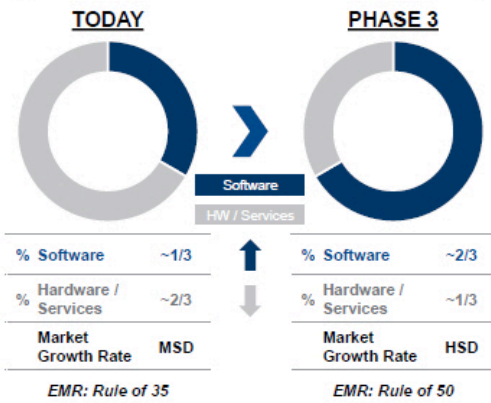 TODAY
PHASE 3
Software
HW / Services
% Software ~1/3
% Hardware /
Services ~2/3
Market
Growth Rate MSD
EMR: Rule of 35
% Software ~2/3
% Hardware /
Services ~1/3
Market
Growth Rate HSD
EMR: Rule of 50